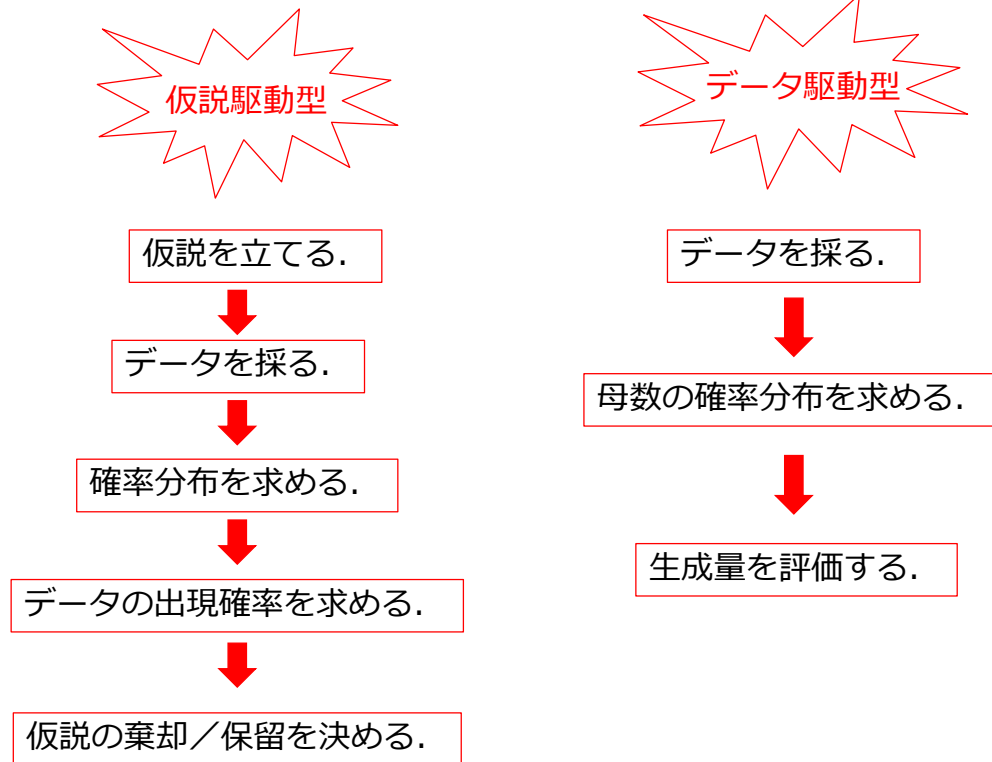 仮説駆動型
仮説を立てる.
データを採る.
確率分布を求める.
データの出現確率を求める.
仮説の棄却／保留を決める.
データ駆動型
データを採る.
母数の確率分布を求める.
生成量を評価する.